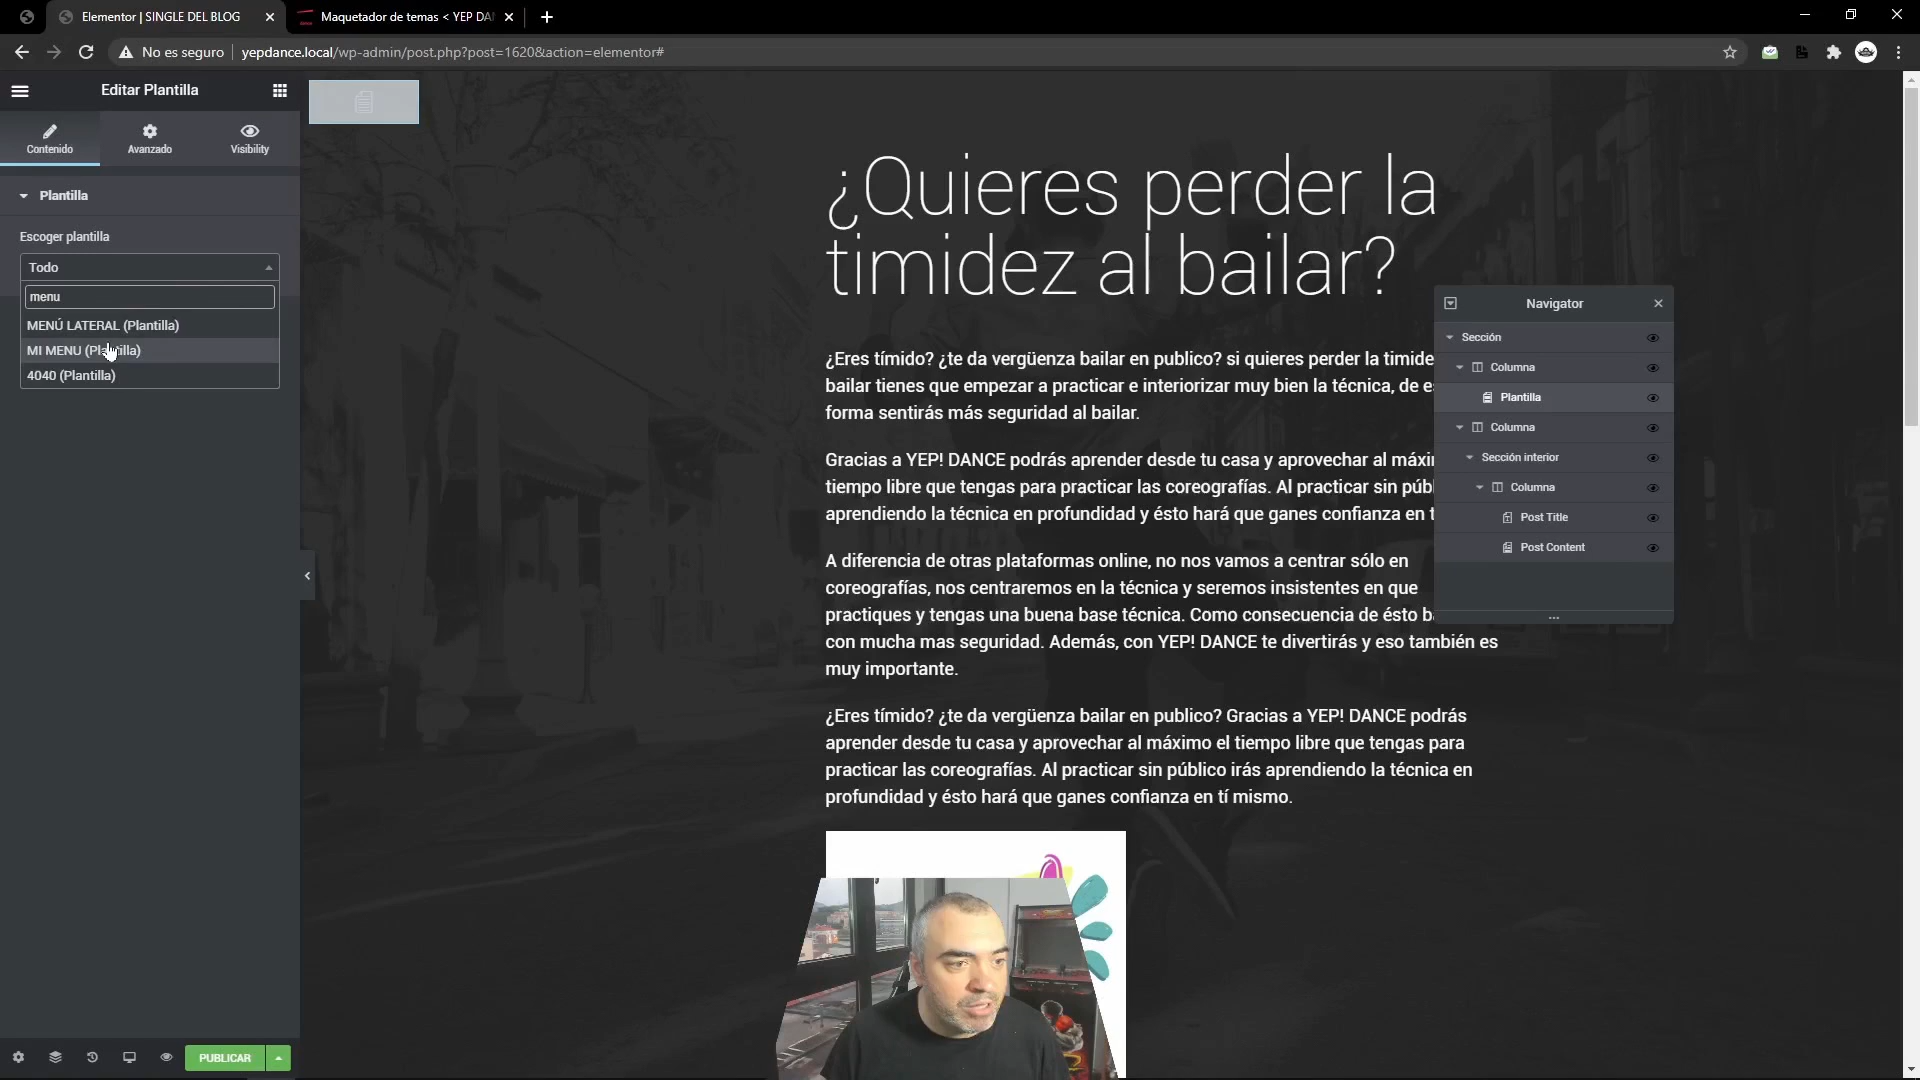 Elementor | SINGLE DEL BLOG
Maquetador de temas < YEP DAN
No es seguro
yepdance.local/wp-admin/post.php?post=1620&action=elementor#
Editar Plantilla
Contenido
Avanzado
Visibility
Plantilla
Escoger plantilla
Todo
menu
MENÚ LATERAL (Plantilla)
MI MENU (Plantilla)
4040 (Plantilla)
PUBLICAR
¿Quieres perder la
timidez al bailar?
¿Eres tímido? ¿te da vergüenza bailar en publico? si quieres perder la timide
bailar tienes que empezar a practicar e interiorizar muy bien la técnica, de es
forma sentirás más seguridad al bailar.
Gracias a YEP! DANCE podrás aprender desde tu casa y aprovechar al máxi
tiempo libre que tengas para practicar las coreografías. Al practicar sin públ
aprendiendo la técnica en profundidad y ésto hará que ganes confianza en t
A diferencia de otras plataformas online, no nos vamos a centrar sólo en
coreografías, nos centraremos en la técnica y seremos insistentes en que
practiques y tengas una buena base técnica. Como consecuencia de ésto b
con mucha mas seguridad. Además, con YEP! DANCE te divertirás y eso también es
muy importante.
¿Eres tímido? ¿te da vergüenza bailar en publico? Gracias a YEP! DANCE podrás
aprender desde tu casa y aprovechar al máximo el tiempo libre que tengas para
practicar las coreografías. Al practicar sin público irás aprendiendo la técnica en
profundidad y ésto hará que ganes confianza en tí mismo.
Navigator
Sección
Columna
Plantilla
Columna
Sección interior
Columna
Post Title
Post Content